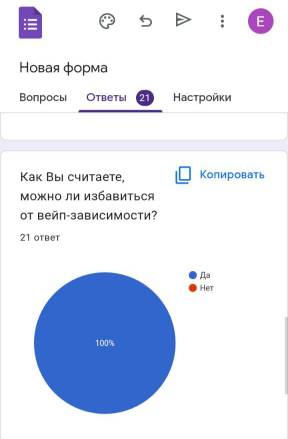 E
Новая форма
Вопросы Ответы 21 Настройки
Как Вы считаете,
можно ли избавиться
от вейп-зависимости?
Копировать
21 ответ
Да
Нет
100%